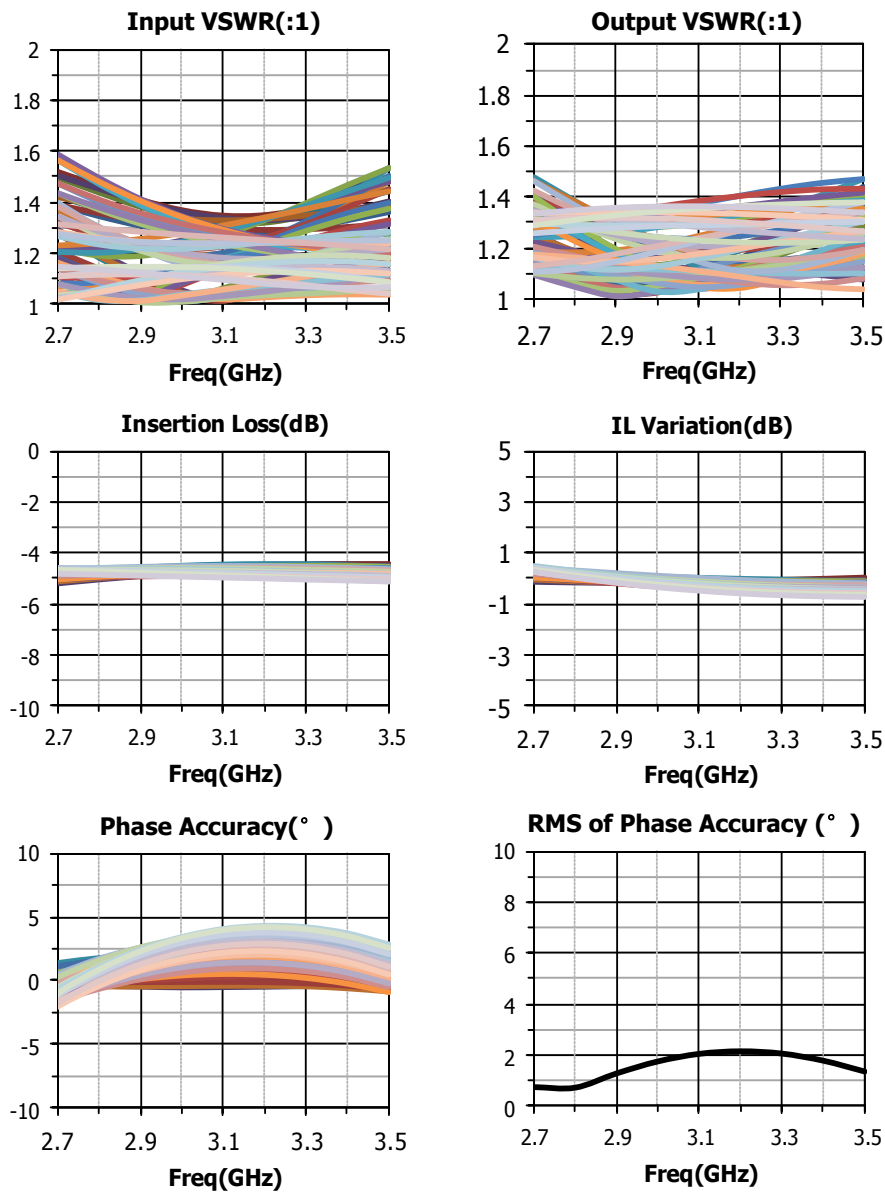 Input VSWR(:1)
2
1.8
1.6
1.4
1.2
1
2.7 2.9 3.1 3.3 3.5
Freq(GHz)
Output VSWR(:1)
2
1.8
1.6
1.4
1.2
1
2.7 2.9 3.1 3.3 3.5
Freq(GHz)
Insertion Loss(dB)
0
-2
-4
-6
-8
-10
2.7 2.9 3.1 3.3 3.5
Freq(GHz)
IL Variation(dB)
5
3
1
-1
-3
-5
2.7 2.9 3.1 3.3 3.5
Freq(GHz)
Phase Accuracy(° )
10
5
0
-5
-10
2.7 2.9 3.1 3.3 3.5
Freq(GHz)
RMS of Phase Accuracy (° )
10
8
6
4
2
0
2.7 2.9 3.1 3.3 3.5
Freq(GHz)